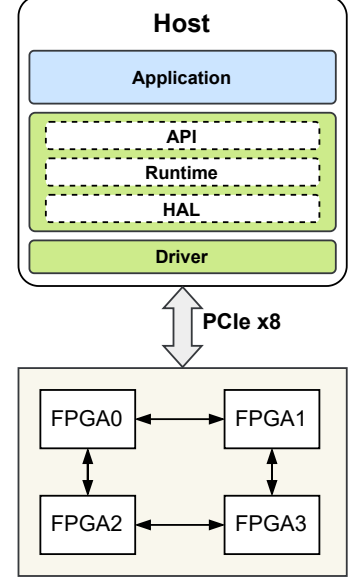 Host
Application
API
Runtime
HAL
Driver
PCIe x8
FPGA0 FPGA1
FPGA2 FPGA3